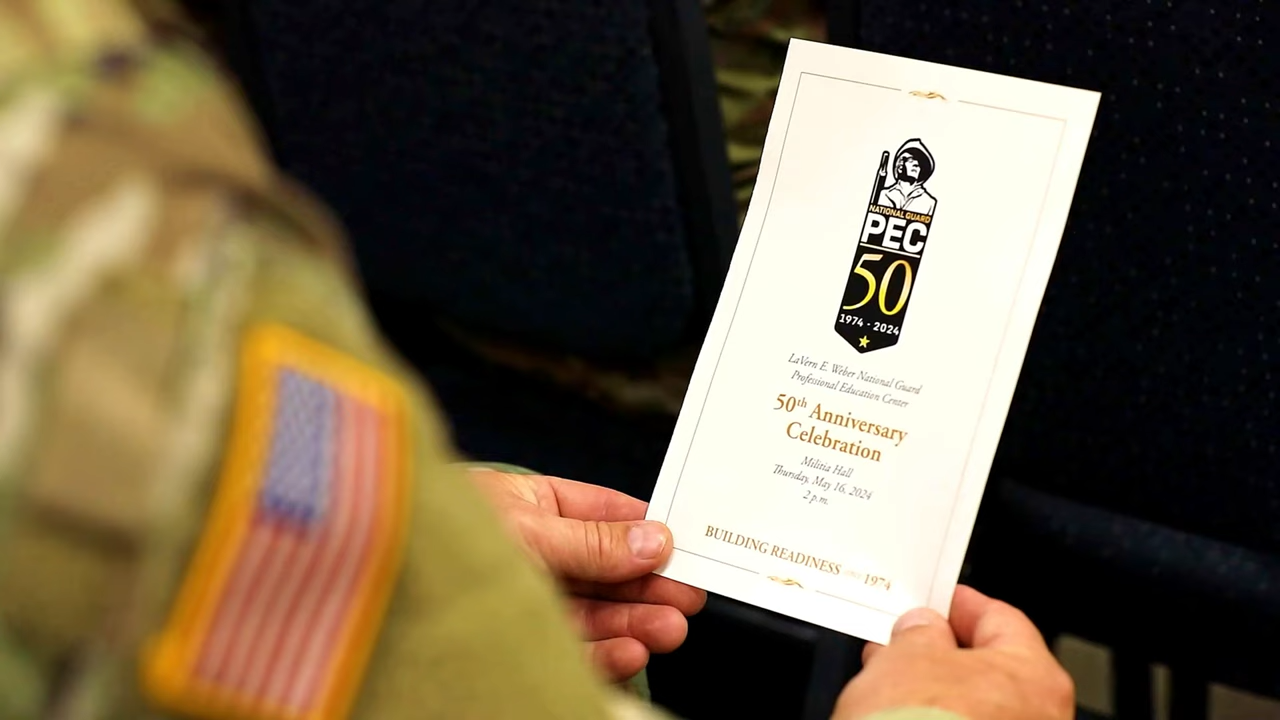 NATIONAL GUARD
PEC
50
1974 - 2024
LaVern E. Weber National Guard
Professional Education Center
50th Anniversary
Celebration
Militia Hall
Thursday, May 16, 2024
2 p.m.
BUILDING READINESS 1974